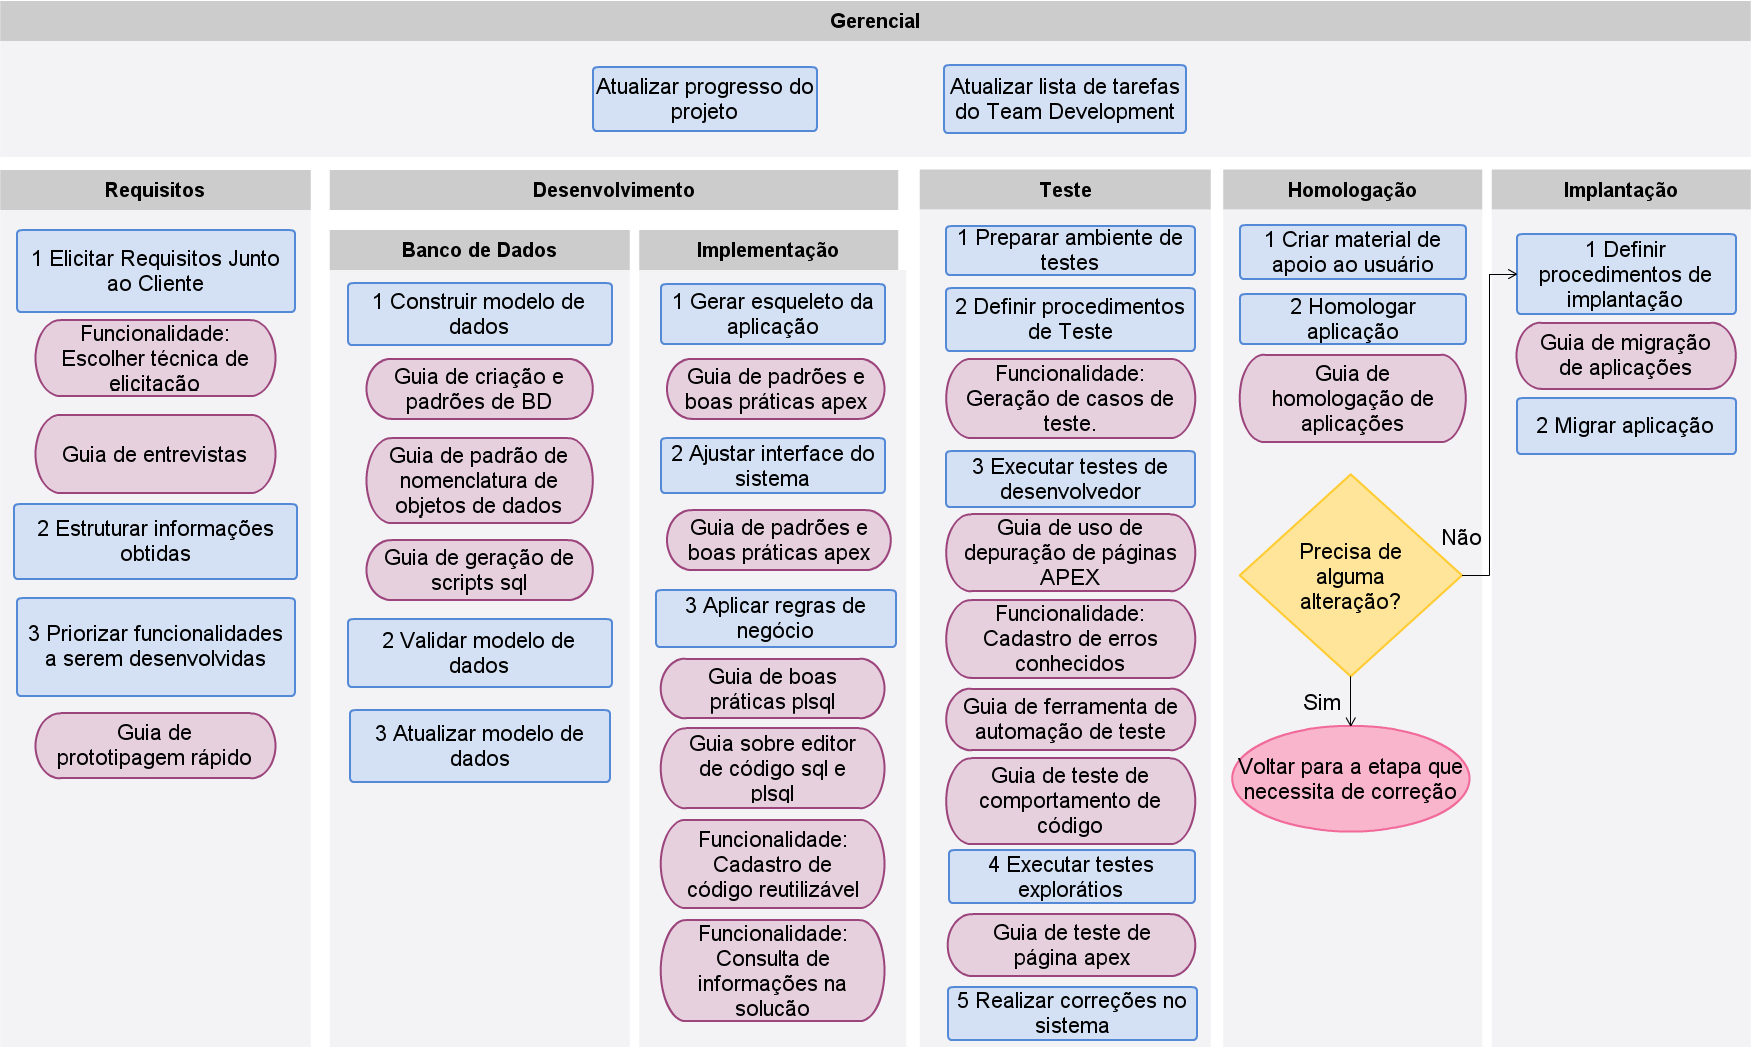 Gerencial
Atualizar progresso do
projeto
Atualizar lista de tarefas
do Team Development
Requisitos
1 Elicitar Requisitos Junto
ao Cliente
Funcionalidade:
Escolher técnica de
elicitacão
Guia de entrevistas
2 Estruturar informações
obtidas
3 Priorizar funcionalidades
a serem desenvolvidas
Guia de
prototipagem rápido
Desenvolvimento
Banco de Dados
1 Construir modelo de
dados
Guia de criação e
padrões de BD
Guia de padrão de
nomenclatura de
objetos de dados
Guia de geração de
scripts sql
2 Validar modelo de
dados
3 Atualizar modelo de
dados
Implementação
1 Gerar esqueleto da
aplicação
Guia de padrões e
boas práticas apex
2 Ajustar interface do
sistema
Guia de padrões e
boas práticas apex
3 Aplicar regras de
negócio
Guia de boas
práticas plsql
Guia sobre editor
de código sql e
plsql
Funcionalidade:
Cadastro de
código reutilizável
Funcionalidade:
Consulta de
informações na
solucão
Teste
1 Preparar ambiente de
testes
2 Definir procedimentos
de Teste
Funcionalidade:
Geração de casos de
teste.
3 Executar testes de
desenvolvedor
Guia de uso de
depuração de páginas
APEX
Funcionalidade:
Cadastro de erros
conhecidos
Guia de ferramenta de
automação de teste
Guia de teste de
comportamento de
código
4 Executar testes
explorátios
Guia de teste de
página apex
5 Realizar correções no
sistema
Homologação
1 Criar material de
apoio ao usuário
2 Homologar
aplicação
Guia de
homologação de
aplicações
Precisa de
alguma
alteração?
Não
Sim
Voltar para a etapa que
necessita de correção
Implantação
1 Definir
procedimentos de
implantação
Guia de migração
de aplicações
2 Migrar aplicação